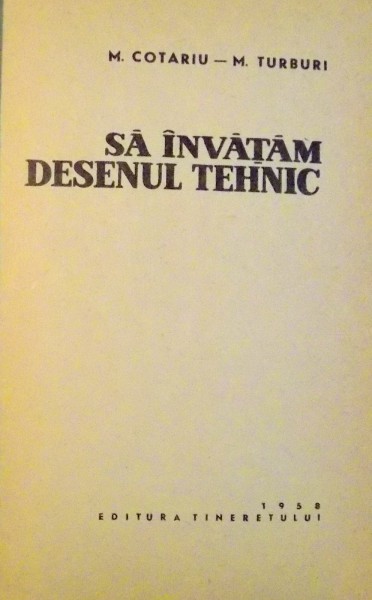 M. COTARIU — M. TURBURI
SĂ ÎNVĂȚĂM
DESENUL TEHNIC
1958
EDITURA TINERETULUI